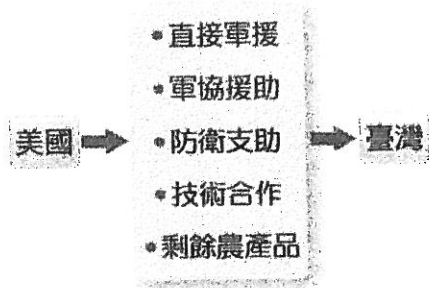 •直接軍援
•軍協援助
美國
•防衛支助
臺灣
•技術合作
•剩餘農產品